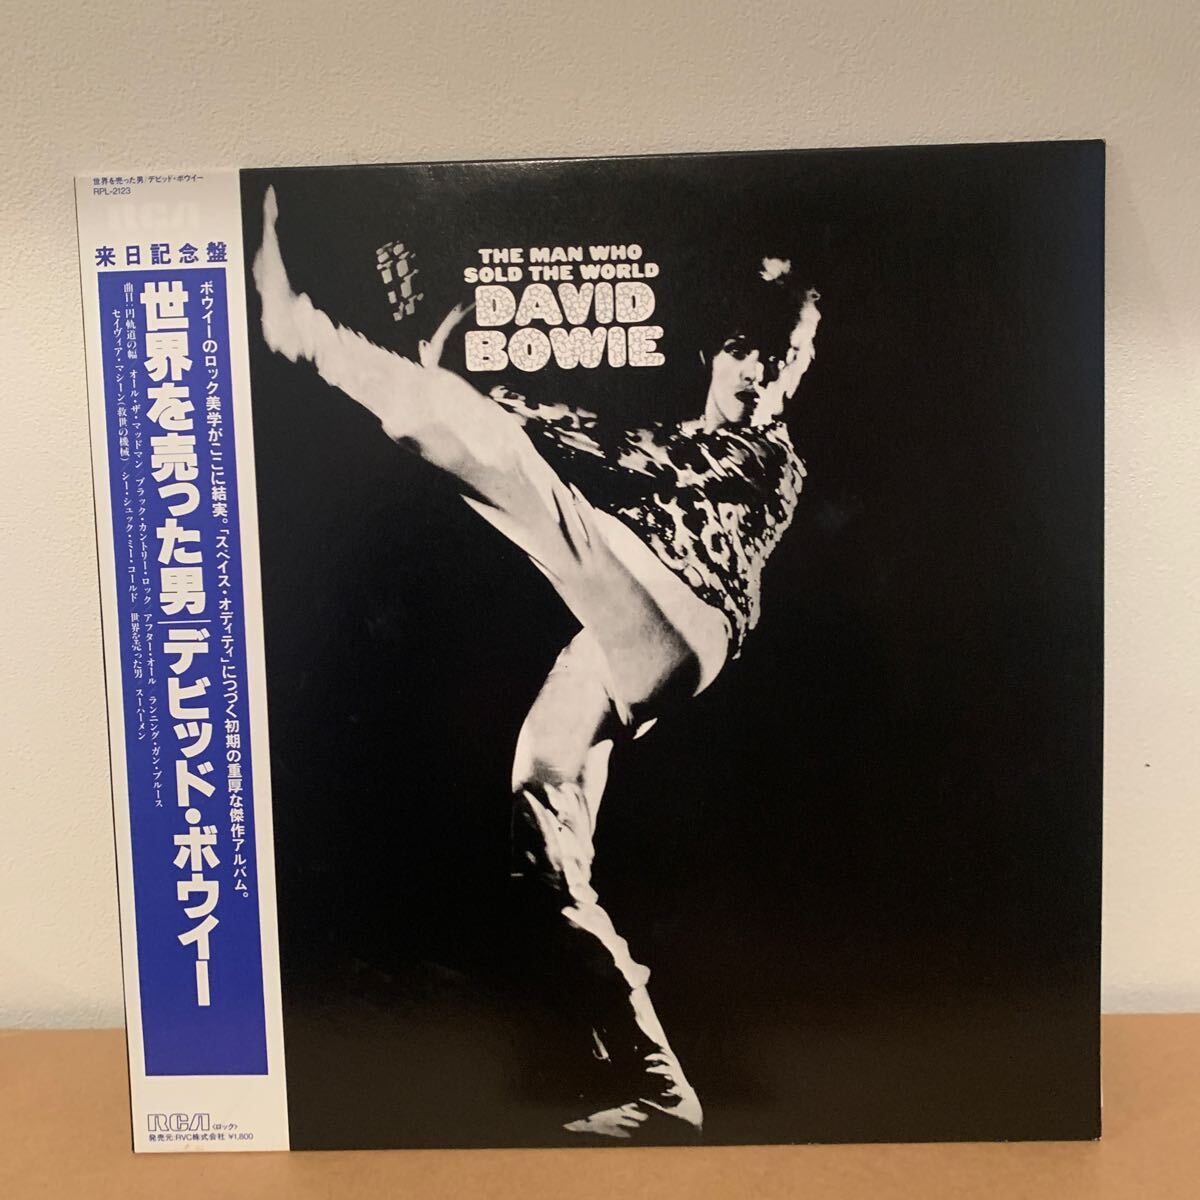 世界を売った男/デビッド・ボウイー
RPL-2123
RCA
来日記念盤
ボウイーのロック美学がここに結実。「スペイス・オディティ」につづく初期の重厚な傑作アルバム。
世界を売った男/デビッド・ボウイー
曲目:円軌道の幅/オール・ザ・マッドマン/ブラック・カントリー・ロック/アフター・オール/ランニング・ガン・ブルース
セイヴィア・マシーン(救世の機械)/シー・シュック・ミー・コールド/世界を売った男/スーパーメン
RCA
〈ロック〉
発売元:RVC株式会社 ¥1,800
THE MAN WHO
SOLD THE WORLD
DAVID
BOWIE